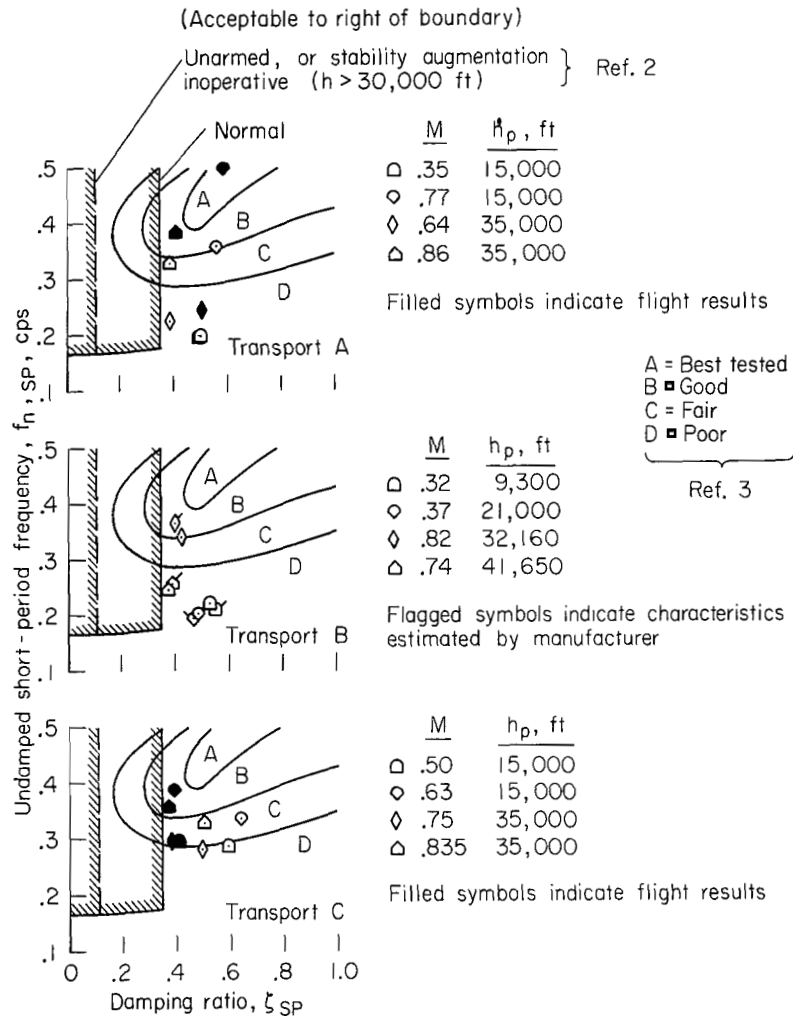 (Acceptable to right of boundary)
Unarmed, or stability augmentation
inoperative (h > 30,000 ft)
Ref. 2
Normal
M hp, ft
.35 15,000
.77 15,000
.64 35,000
.86 35,000
Filled symbols indicate flight results
.5
.4
.3
.2
.1
A
B
C
D
Transport A
A = Best tested
B = Good
C = Fair
D = Poor
Ref. 3
Undamped short-period frequency, fn, SP, cps
M hp, ft
.32 9,300
.37 21,000
.82 32,160
.74 41,650
Flagged symbols indicate characteristics
estimated by manufacturer
.5
.4
.3
.2
.1
A
B
C
D
Transport B
M hp, ft
.50 15,000
.63 15,000
.75 35,000
.835 35,000
Filled symbols indicate flight results
.5
.4
.3
.2
.1
A
B
C
D
Transport C
0 .2 .4 .6 .8 1.0
Damping ratio, ζSP